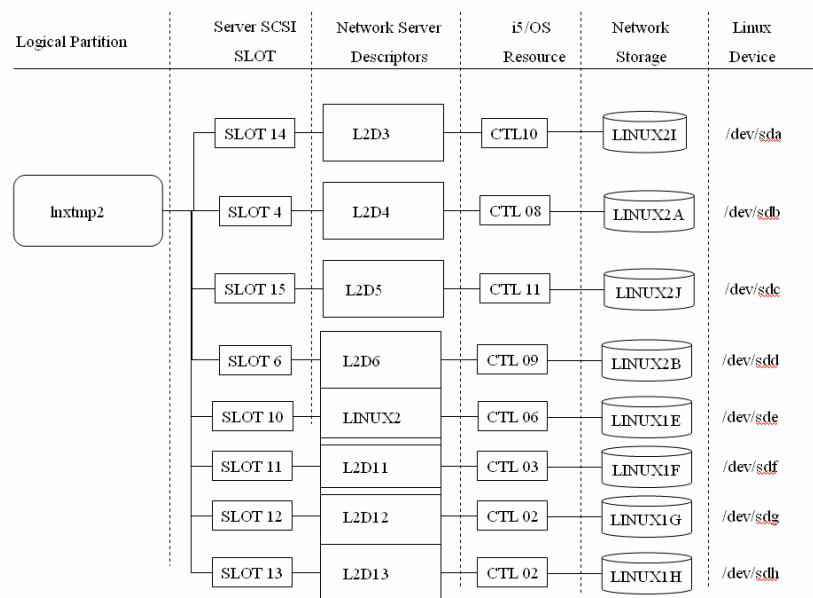 Logical Partition
Server SCSI
SLOT
Network Server
Descriptors
i5/OS
Resource
Network
Storage
Linux
Device
lnxtmp2
SLOT 14 L2D3 CTL10 LINUX2I /dev/sda
SLOT 4 L2D4 CTL 08 LINUX2A /dev/sdb
SLOT 15 L2D5 CTL 11 LINUX2J /dev/sdc
SLOT 6 L2D6 CTL 09 LINUX2B /dev/sdd
SLOT 10 LINUX2 CTL 06 LINUX1E /dev/sde
SLOT 11 L2D11 CTL 03 LINUX1F /dev/sdf
SLOT 12 L2D12 CTL 02 LINUX1G /dev/sdg
SLOT 13 L2D13 CTL 02 LINUX1H /dev/sdh